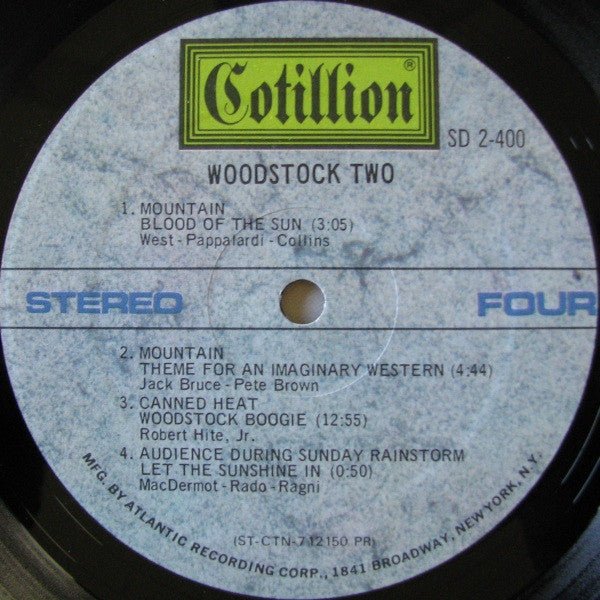 Cotillion®
SD 2-400
WOODSTOCK TWO
1. MOUNTAIN
BLOOD OF THE SUN (3:05)
West - Pappalardi - Collins
STEREO FOUR
2. MOUNTAIN
THEME FOR AN IMAGINARY WESTERN (4:44)
Jack Bruce - Pete Brown
3. CANNED HEAT
WOODSTOCK BOOGIE (12:55)
Robert Hite, Jr.
4. AUDIENCE DURING SUNDAY RAINSTORM
LET THE SUNSHINE IN (0:50)
MacDermot - Rado - Ragni
(ST-CTN-712150 PR)
MFG. BY ATLANTIC RECORDING CORP., 1841 BROADWAY, NEW YORK, N.Y.